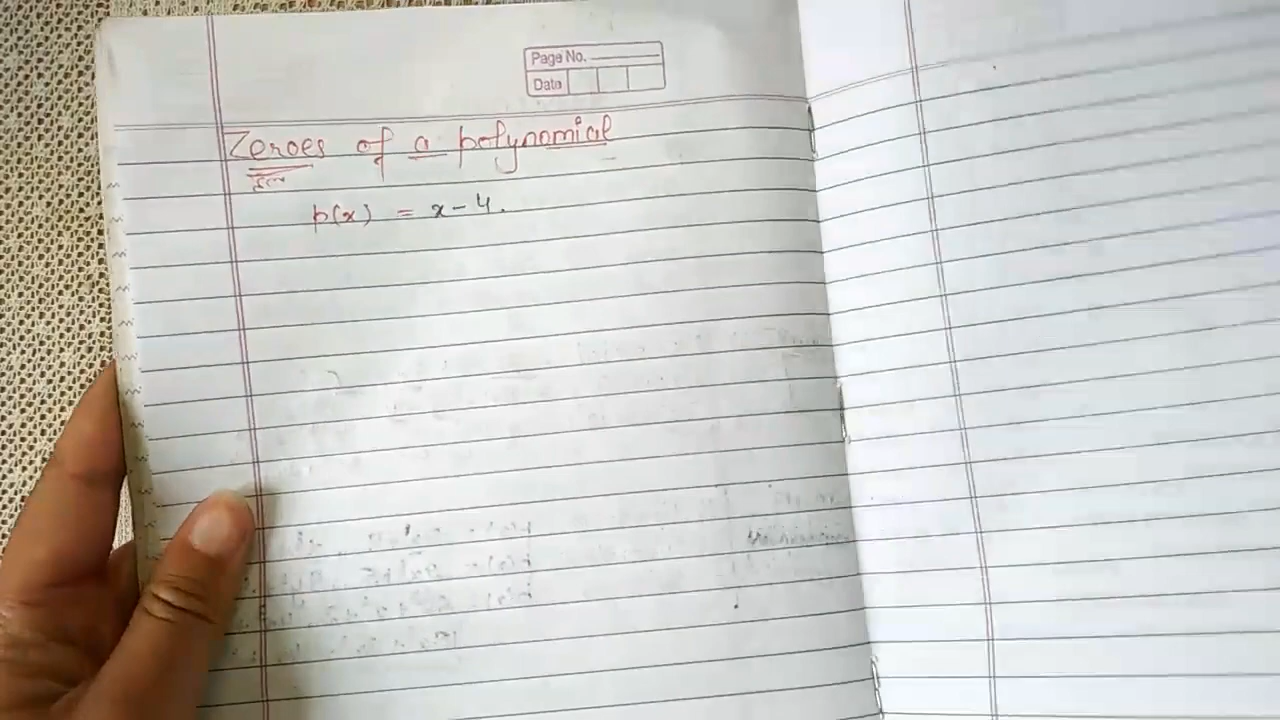 Page No.
Date
Zeroes of a polynomial
p(x) = x - 4.